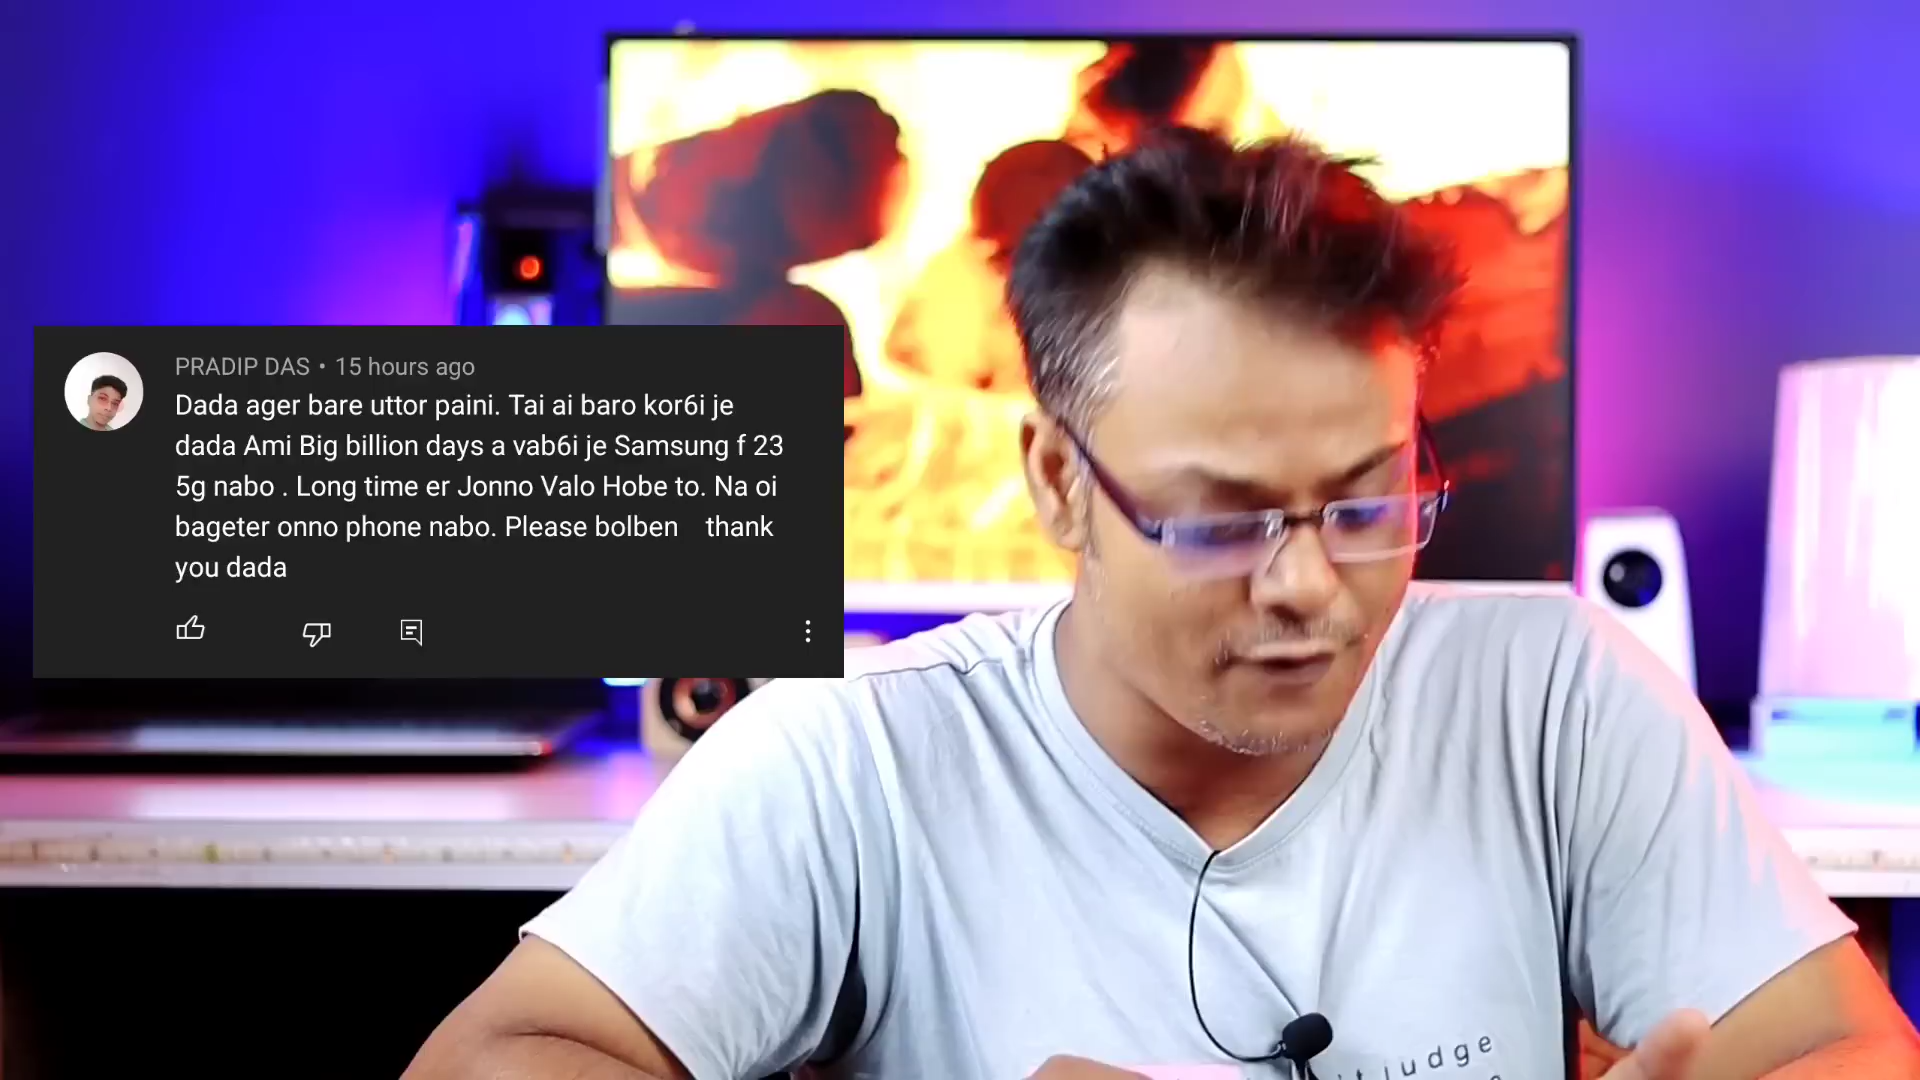 PRADIP DAS • 15 hours ago
Dada ager bare uttor paini. Tai ai baro kor6i je
dada Ami Big billion days a vab6i je Samsung f 23
5g nabo . Long time er Jonno Valo Hobe to. Na oi
bageter onno phone nabo. Please bolben thank
you dada
judge